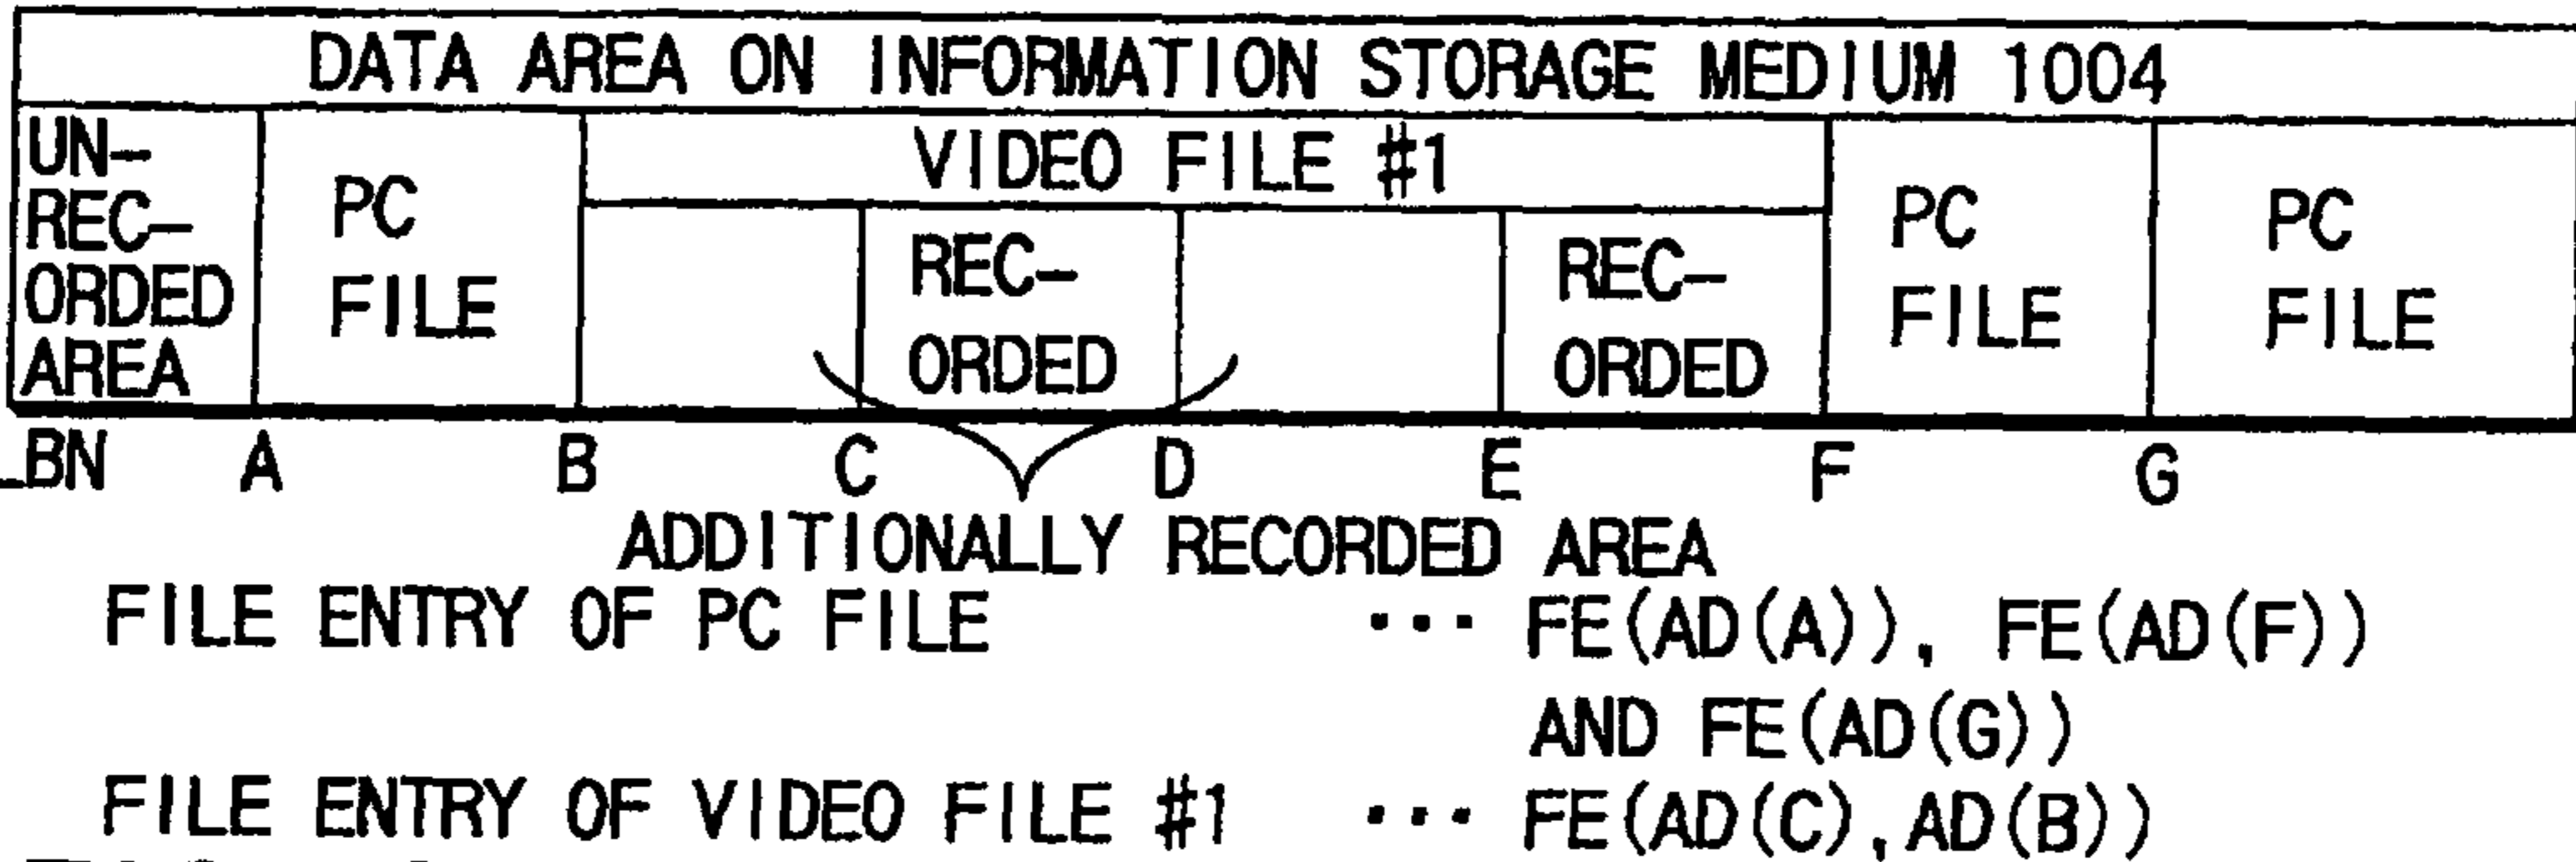 DATA AREA ON INFORMATION STORAGE MEDIUM 1004
UN-
REC-
ORDED
AREA
PC
FILE
VIDEO FILE #1
REC-
ORDED
REC-
ORDED
PC
FILE
PC
FILE
BN A B C D E F G
ADDITIONALLY RECORDED AREA
FILE ENTRY OF PC FILE ··· FE(AD(A)), FE(AD(F))
AND FE(AD(G))
FILE ENTRY OF VIDEO FILE #1 ··· FE(AD(C),AD(B))